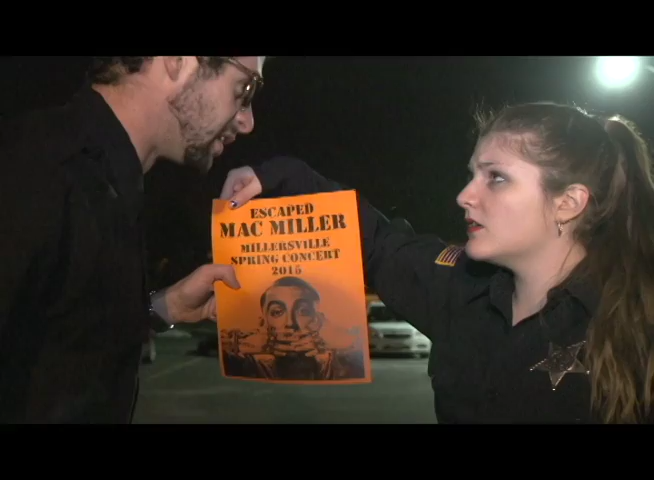 ESCAPED
MAC MILLER
MILLERSVILLE
SPRING CONCERT
2015